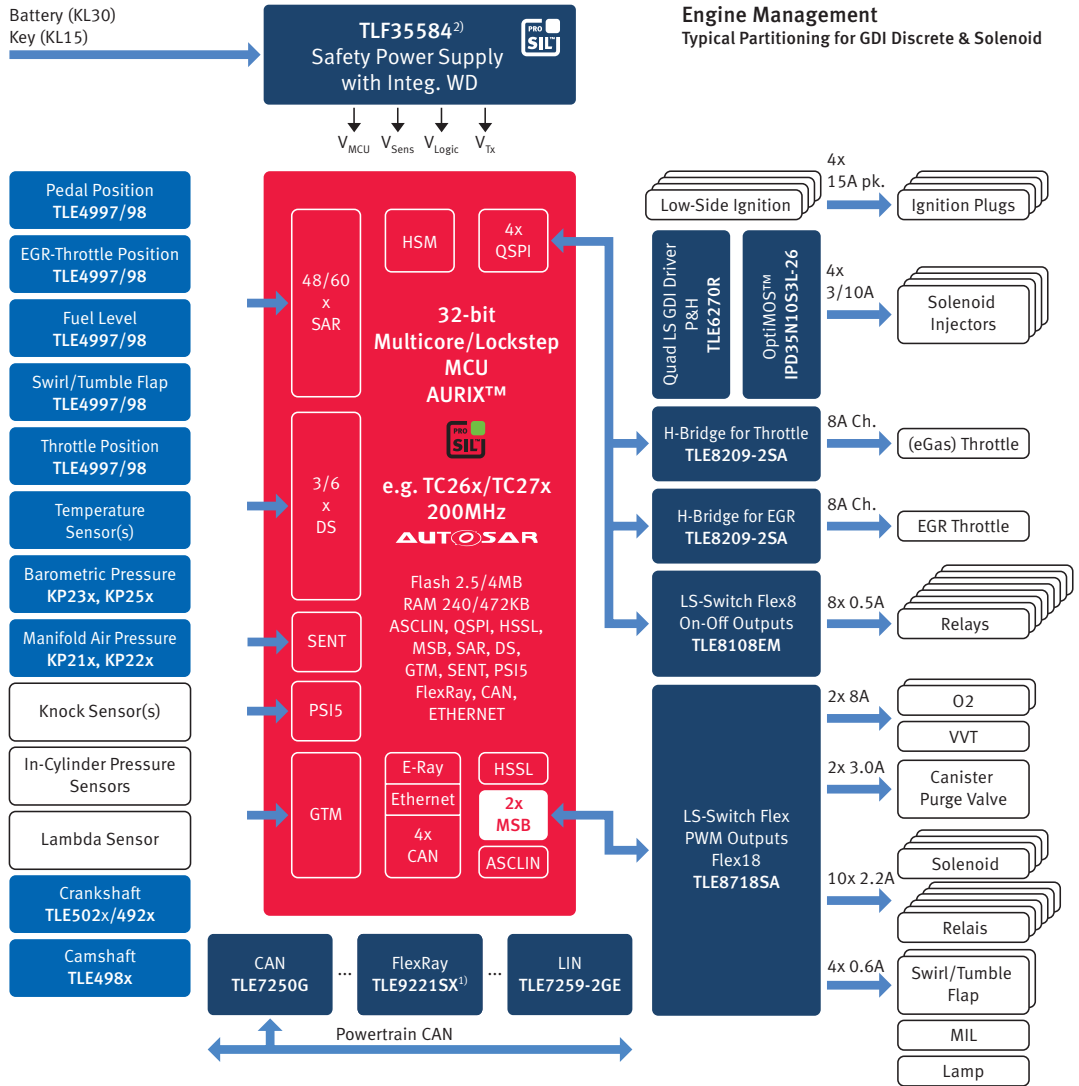 Battery (KL30)
Key (KL15)
TLF35584²⁾
Safety Power Supply
with Integ. WD
PRO
SIL™
Engine Management
Typical Partitioning for GDI Discrete & Solenoid
V_MCU V_Sens V_Logic V_Tx
Pedal Position
TLE4997/98
EGR-Throttle Position
TLE4997/98
Fuel Level
TLE4997/98
Swirl/Tumble Flap
TLE4997/98
Throttle Position
TLE4997/98
Temperature
Sensor(s)
Barometric Pressure
KP23x, KP25x
Manifold Air Pressure
KP21x, KP22x
Knock Sensor(s)
In-Cylinder Pressure
Sensors
Lambda Sensor
Crankshaft
TLE502x/492x
Camshaft
TLE498x
48/60
x
SAR
3/6
x
DS
SENT
PSI5
GTM
HSM
4x
QSPI
32-bit
Multicore/Lockstep
MCU
AURIX™
PRO
SIL™
e.g. TC26x/TC27x
200MHz
AUTOSAR
Flash 2.5/4MB
RAM 240/472KB
ASCLIN, QSPI, HSSL,
MSB, SAR, DS,
GTM, SENT, PSI5
FlexRay, CAN,
ETHERNET
E-Ray
Ethernet
4x
CAN
HSSL
2x
MSB
ASCLIN
CAN
TLE7250G
...
FlexRay
TLE9221SX¹⁾
...
LIN
TLE7259-2GE
Powertrain CAN
Low-Side Ignition
4x
15A pk.
Ignition Plugs
Quad LS GDI Driver
P&H
TLE6270R
OptiMOS™
IPD35N10S3L-26
4x
3/10A
Solenoid
Injectors
H-Bridge for Throttle
TLE8209-2SA
8A Ch.
(eGas) Throttle
H-Bridge for EGR
TLE8209-2SA
8A Ch.
EGR Throttle
LS-Switch Flex8
On-Off Outputs
TLE8108EM
8x 0.5A
Relays
LS-Switch Flex
PWM Outputs
Flex18
TLE8718SA
2x 8A
O2
VVT
2x 3.0A
Canister
Purge Valve
10x 2.2A
Solenoid
Relais
4x 0.6A
Swirl/Tumble
Flap
MIL
Lamp